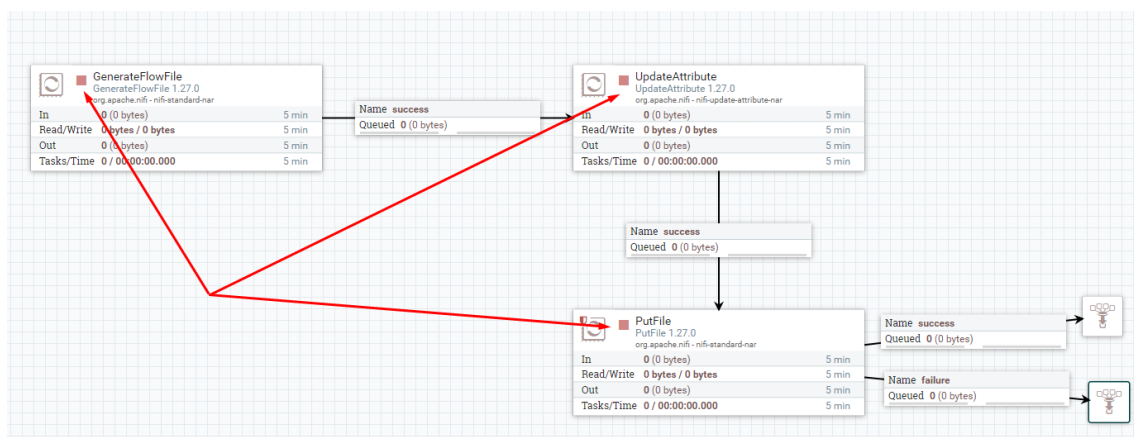 GenerateFlowFile
GenerateFlowFile 1.27.0
org.apache.nifi - nifi-standard-nar
In 0 (0 bytes) 5 min
Read/Write 0 bytes / 0 bytes 5 min
Out 0 (0 bytes) 5 min
Tasks/Time 0 / 00:00:00.000 5 min
Name success
Queued 0 (0 bytes)
UpdateAttribute
UpdateAttribute 1.27.0
org.apache.nifi - nifi-update-attribute-nar
In 0 (0 bytes) 5 min
Read/Write 0 bytes / 0 bytes 5 min
Out 0 (0 bytes) 5 min
Tasks/Time 0 / 00:00:00.000 5 min
Name success
Queued 0 (0 bytes)
PutFile
PutFile 1.27.0
org.apache.nifi - nifi-standard-nar
In 0 (0 bytes) 5 min
Read/Write 0 bytes / 0 bytes 5 min
Out 0 (0 bytes) 5 min
Tasks/Time 0 / 00:00:00.000 5 min
Name success
Queued 0 (0 bytes)
Name failure
Queued 0 (0 bytes)